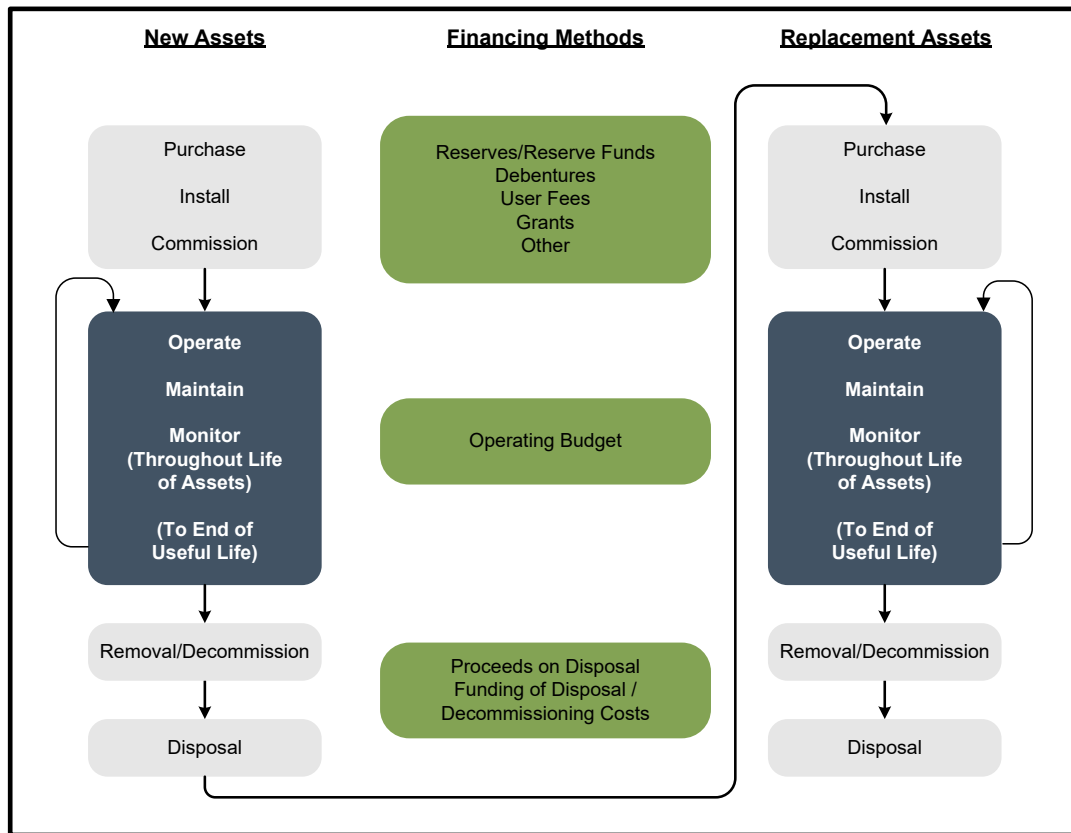 New Assets
Purchase
Install
Commission
Operate
Maintain
Monitor
(Throughout Life
of Assets)
(To End of
Useful Life)
Removal/Decommission
Disposal
Financing Methods
Reserves/Reserve Funds
Debentures
User Fees
Grants
Other
Operating Budget
Proceeds on Disposal
Funding of Disposal /
Decommissioning Costs
Replacement Assets
Purchase
Install
Commission
Operate
Maintain
Monitor
(Throughout Life
of Assets)
(To End of
Useful Life)
Removal/Decommission
Disposal